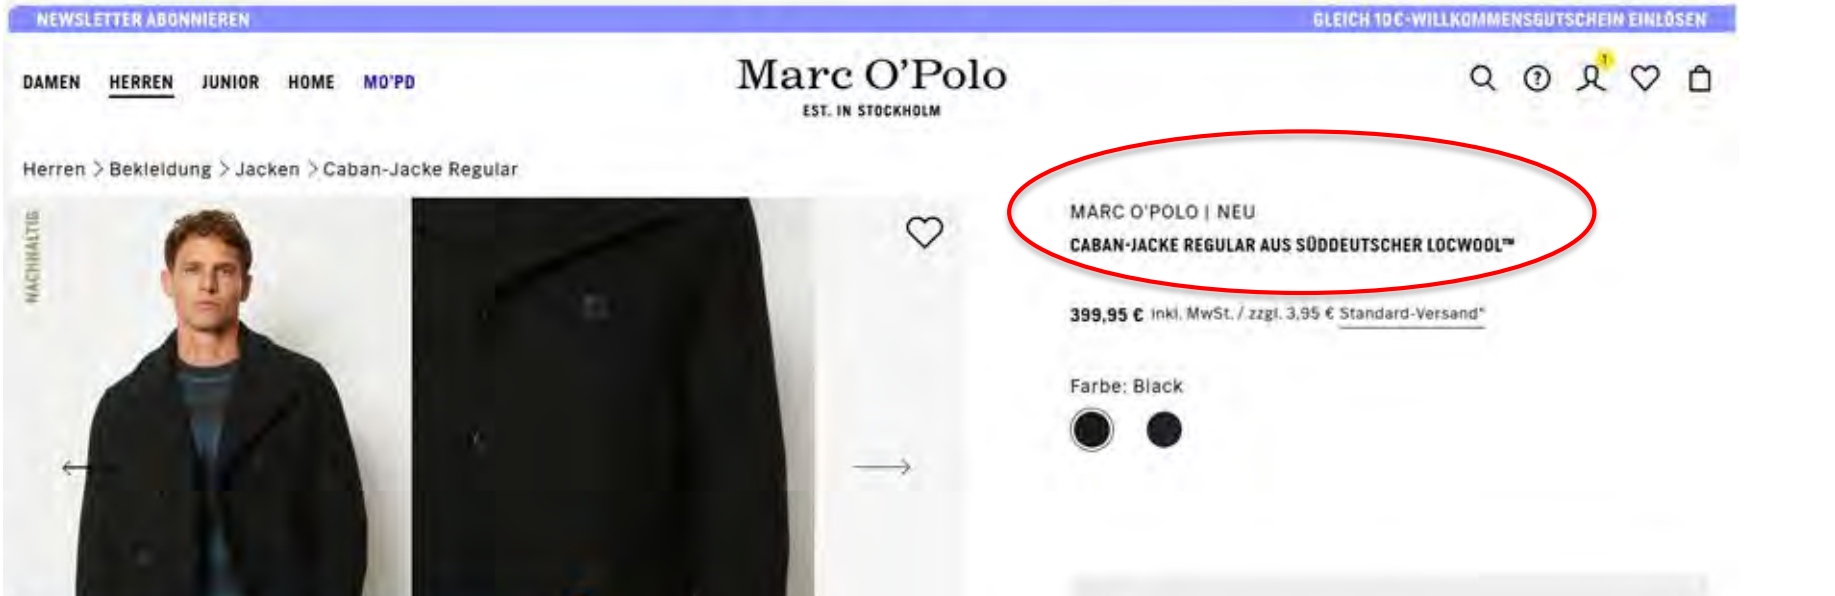 NEWSLETTER ABONNIEREN
GLEICH 10€-WILLKOMMENSGUTSCHEIN EINLÖSEN
DAMEN HERREN JUNIOR HOME MO'PD
Marc O'Polo
EST. IN STOCKHOLM
1
Herren > Bekleidung > Jacken > Caban-Jacke Regular
NACHHALTIG
MARC O'POLO | NEU
CABAN-JACKE REGULAR AUS SÜDDEUTSCHER LOCWOOL™
399,95 € inkl. MwSt. / zzgl. 3,95 € Standard-Versand*
Farbe: Black